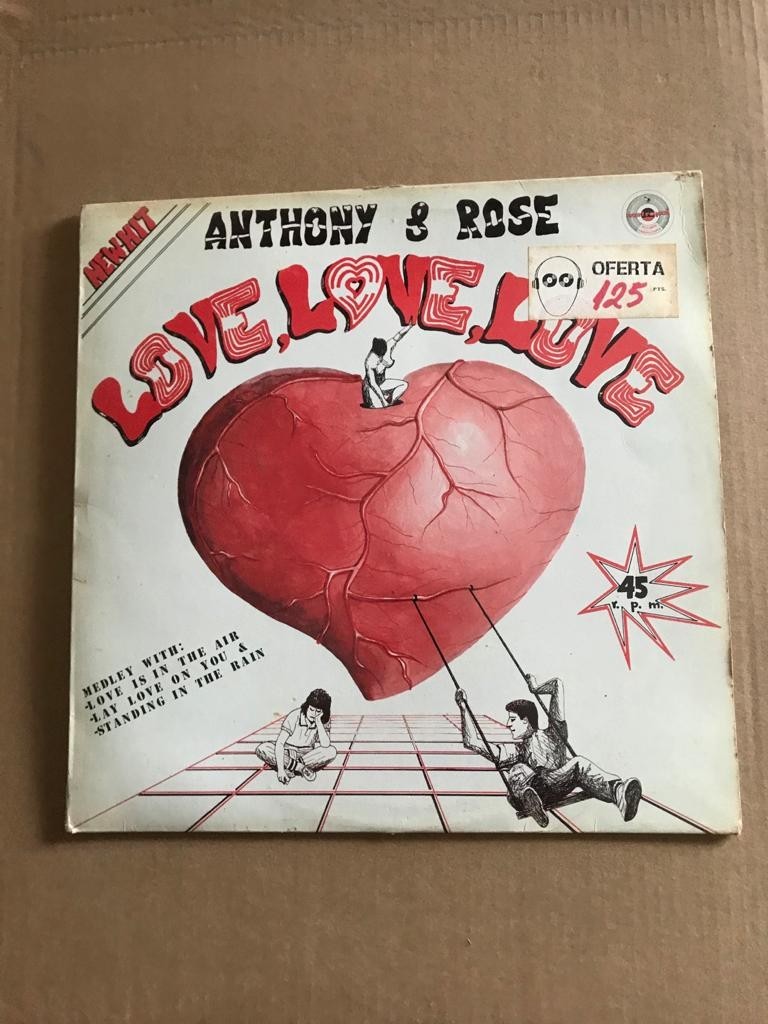 NEW HIT
ANTHONY & ROSE
LOVE, LOVE, LOVE
OFERTA
125 PTS.
45
r. p. m.
MEDLEY WITH:
-LOVE IS IN THE AIR
-LAY LOVE ON YOU &
-STANDING IN THE RAIN